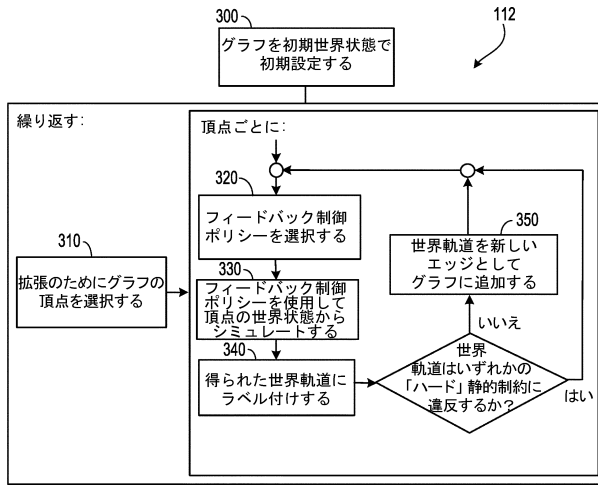 300
112
グラフを初期世界状態で
初期設定する
繰り返す:
頂点ごとに:
320
フィードバック制御
ポリシーを選択する
310
拡張のためにグラフの
頂点を選択する
330
フィードバック制御
ポリシーを使用して
頂点の世界状態から
シミュレートする
340
得られた世界軌道に
ラベル付けする
350
世界軌道を新しい
エッジとして
グラフに追加する
いいえ
世界
軌道はいずれかの
「ハード」静的制約に
違反するか?
はい